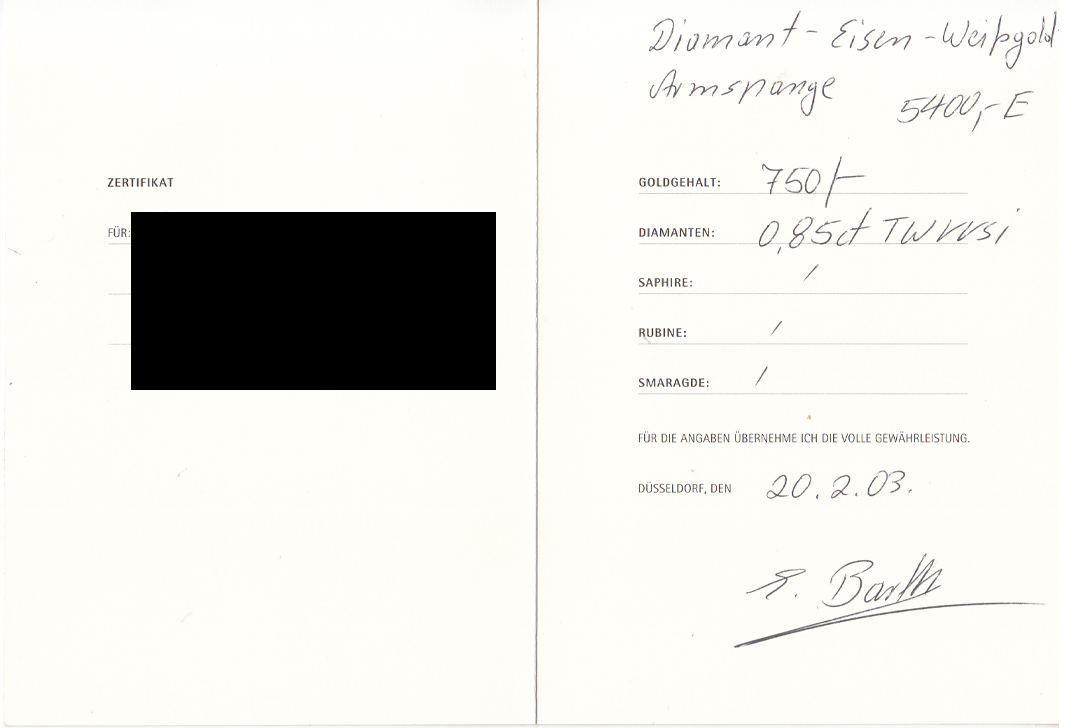 ZERTIFIKAT
FÜR:
Diamant - Eisen - Weißgold
Armspange
5400,- E
GOLDGEHALT: 750/-
DIAMANTEN: 0,85ct TW VVSi
SAPHIRE: /
RUBINE: /
SMARAGDE: /
FÜR DIE ANGABEN ÜBERNEHME ICH DIE VOLLE GEWÄHRLEISTUNG.
DÜSSELDORF, DEN 20.2.03.
Barth